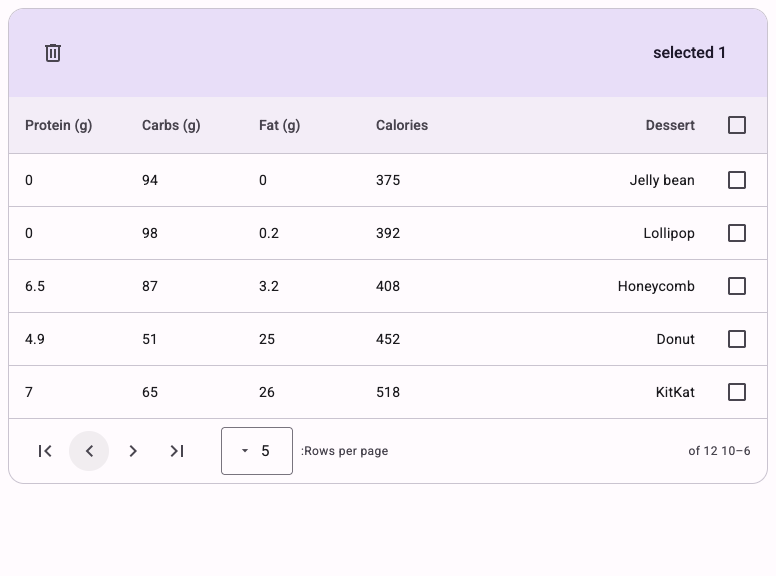 selected 1
Protein (g) Carbs (g) Fat (g) Calories Dessert
0 94 0 375 Jelly bean
0 98 0.2 392 Lollipop
6.5 87 3.2 408 Honeycomb
4.9 51 25 452 Donut
7 65 26 518 KitKat
5 :Rows per page of 12 10–6